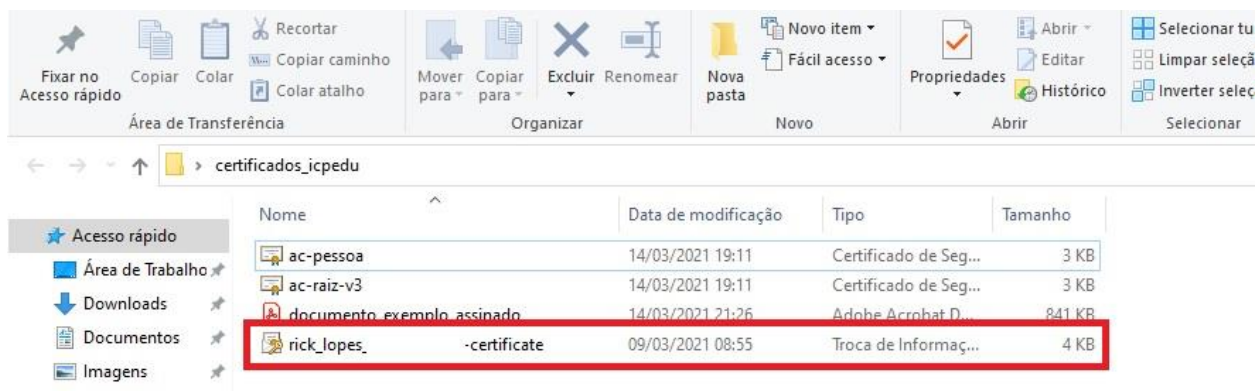 Fixar no Acesso rápido
Copiar
Colar
Recortar
Copiar caminho
Colar atalho
Área de Transferência
Mover para
Copiar para
Excluir
Renomear
Organizar
Nova pasta
Novo item
Fácil acesso
Novo
Propriedades
Abrir
Editar
Histórico
Abrir
Selecionar tu
Limpar seleçã
Inverter seleç
Selecionar
certificados_icpedu
Acesso rápido
Área de Trabalho
Downloads
Documentos
Imagens
Nome Data de modificação Tipo Tamanho
ac-pessoa 14/03/2021 19:11 Certificado de Seg... 3 KB
ac-raiz-v3 14/03/2021 19:11 Certificado de Seg... 3 KB
documento_exemplo_assinado 14/03/2021 21:26 Adobe Acrobat D... 841 KB
rick_lopes_ -certificate 09/03/2021 08:55 Troca de Informaç... 4 KB